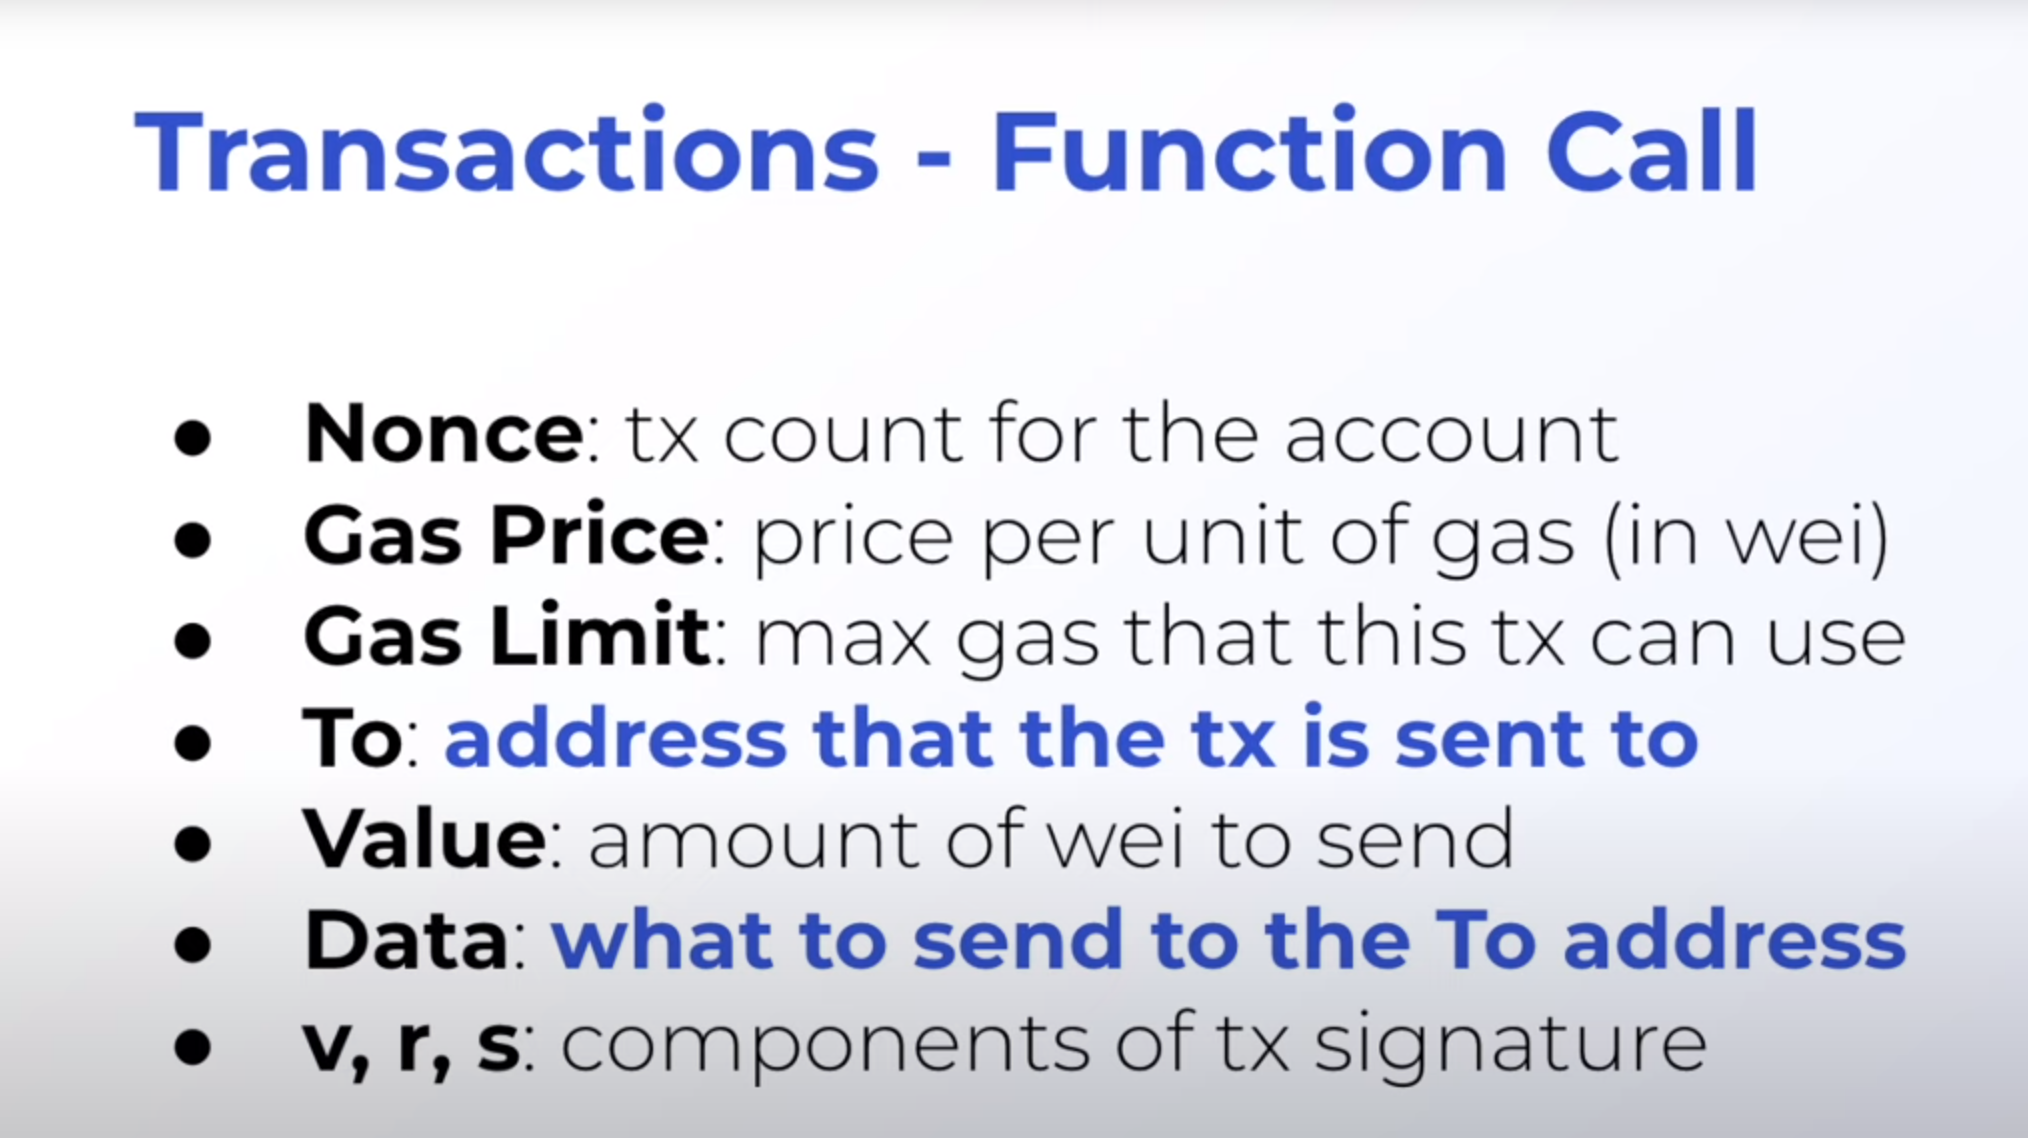 Transactions - Function Call
● Nonce: tx count for the account
● Gas Price: price per unit of gas (in wei)
● Gas Limit: max gas that this tx can use
● To: address that the tx is sent to
● Value: amount of wei to send
● Data: what to send to the To address
● v, r, s: components of tx signature